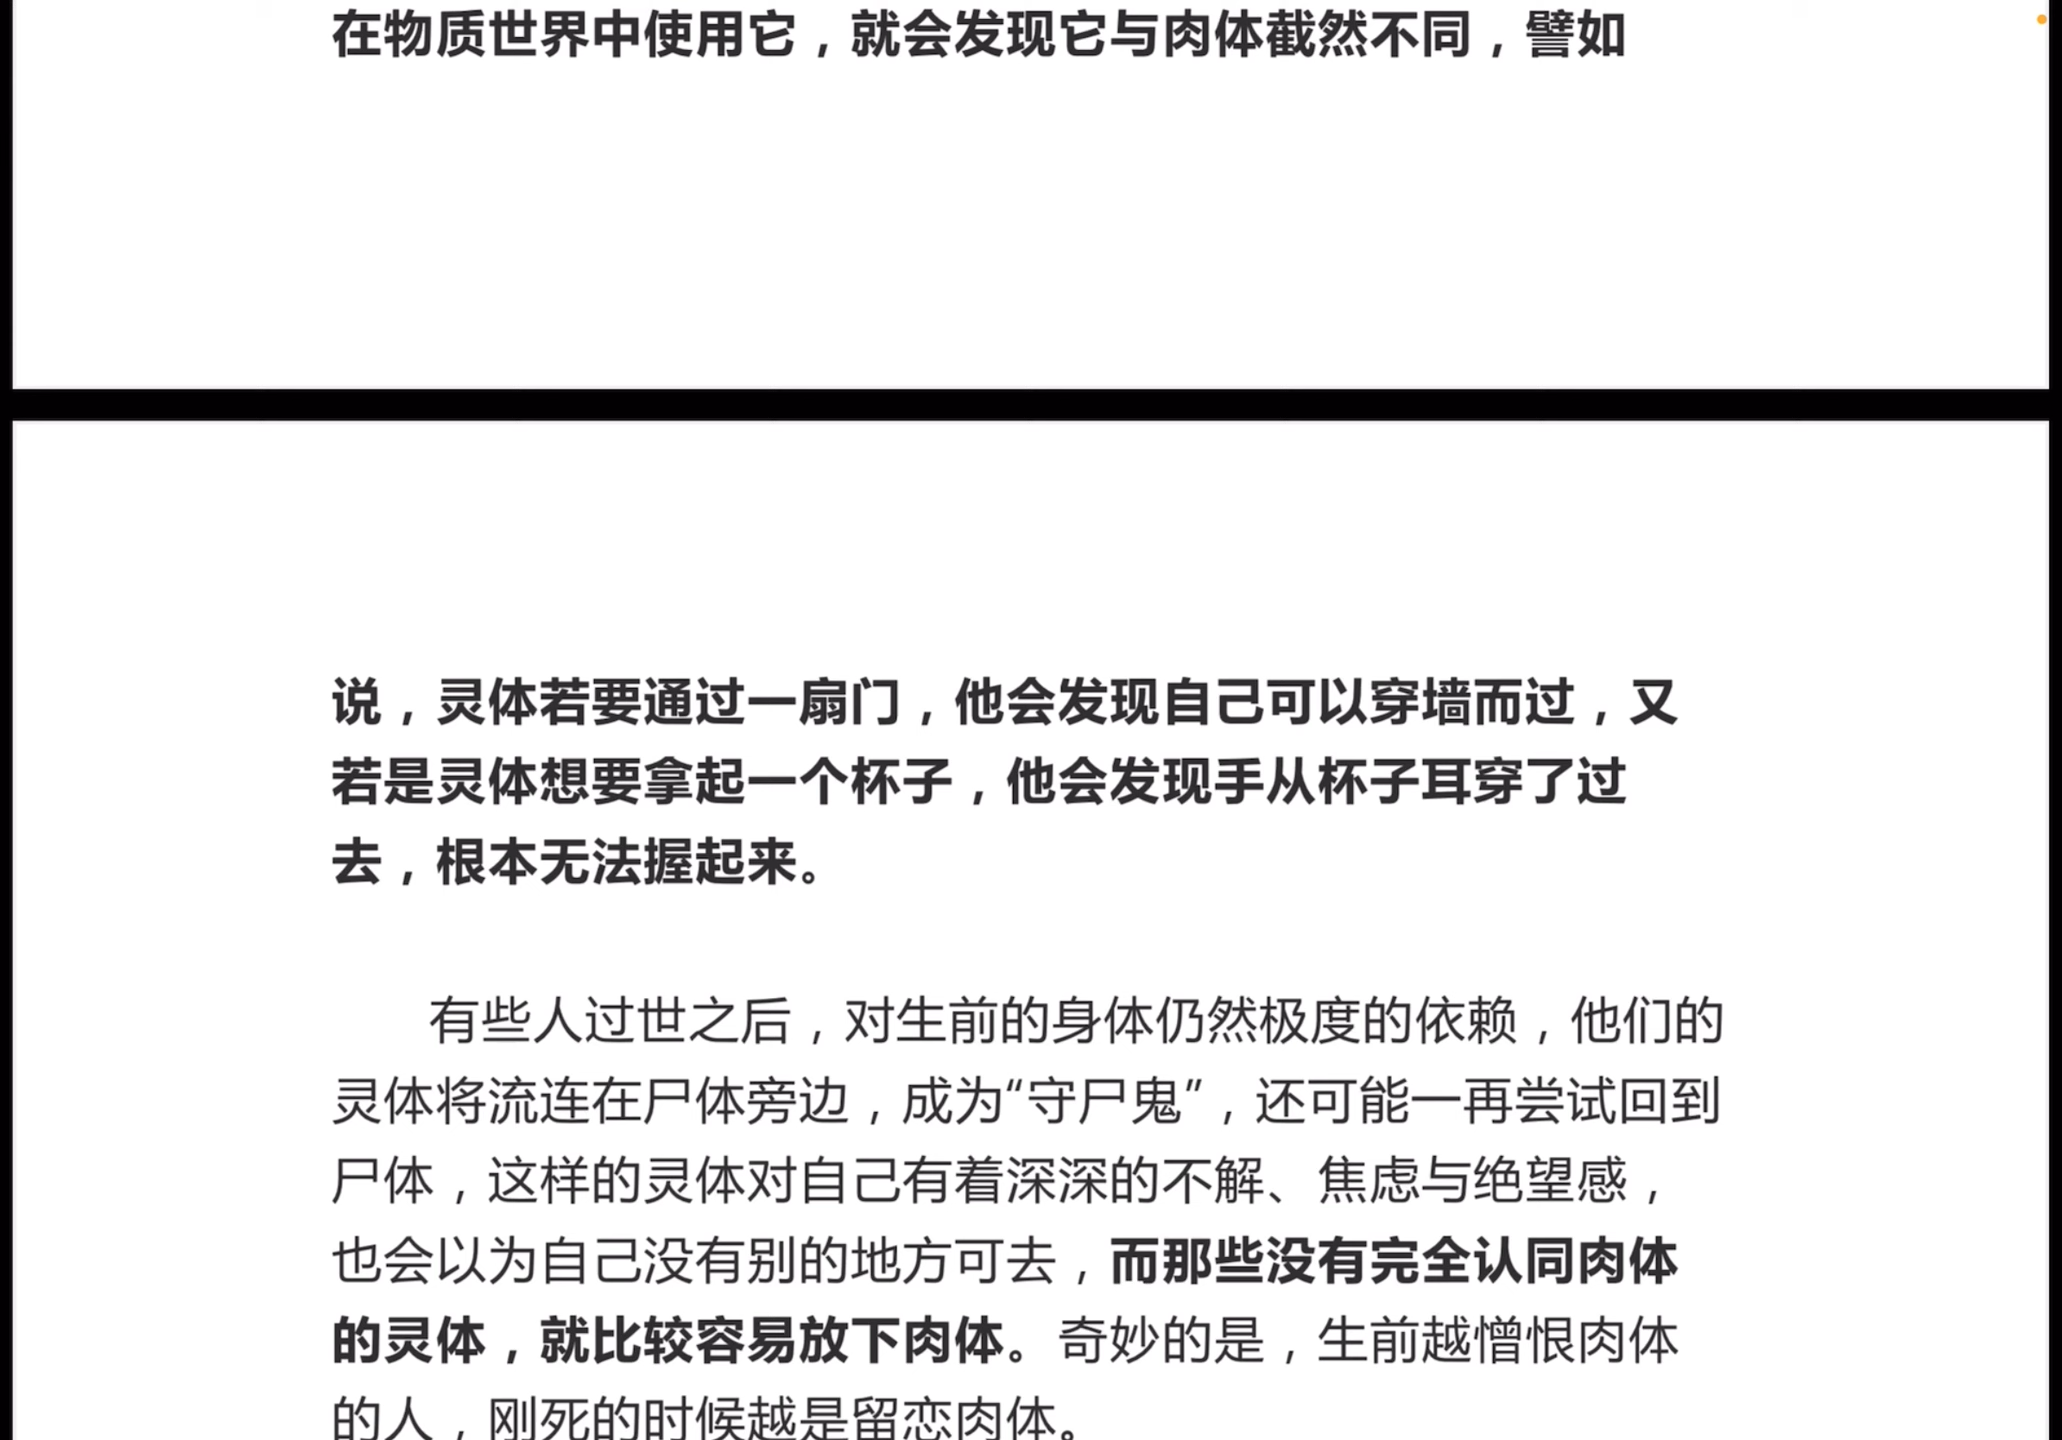 在物质世界中使用它，就会发现它与肉体截然不同，譬如
说，灵体若要通过一扇门，他会发现自己可以穿墙而过，又
若是灵体想要拿起一个杯子，他会发现手从杯子耳穿了过
去，根本无法握起来。
有些人过世之后，对生前的身体仍然极度的依赖，他们的
灵体将流连在尸体旁边，成为“守尸鬼”，还可能一再尝试回到
尸体，这样的灵体对自己有着深深的不解、焦虑与绝望感，
也会以为自己没有别的地方可去，而那些没有完全认同肉体
的灵体，就比较容易放下肉体。奇妙的是，生前越憎恨肉体
的人，刚死的时候越是留恋肉体。